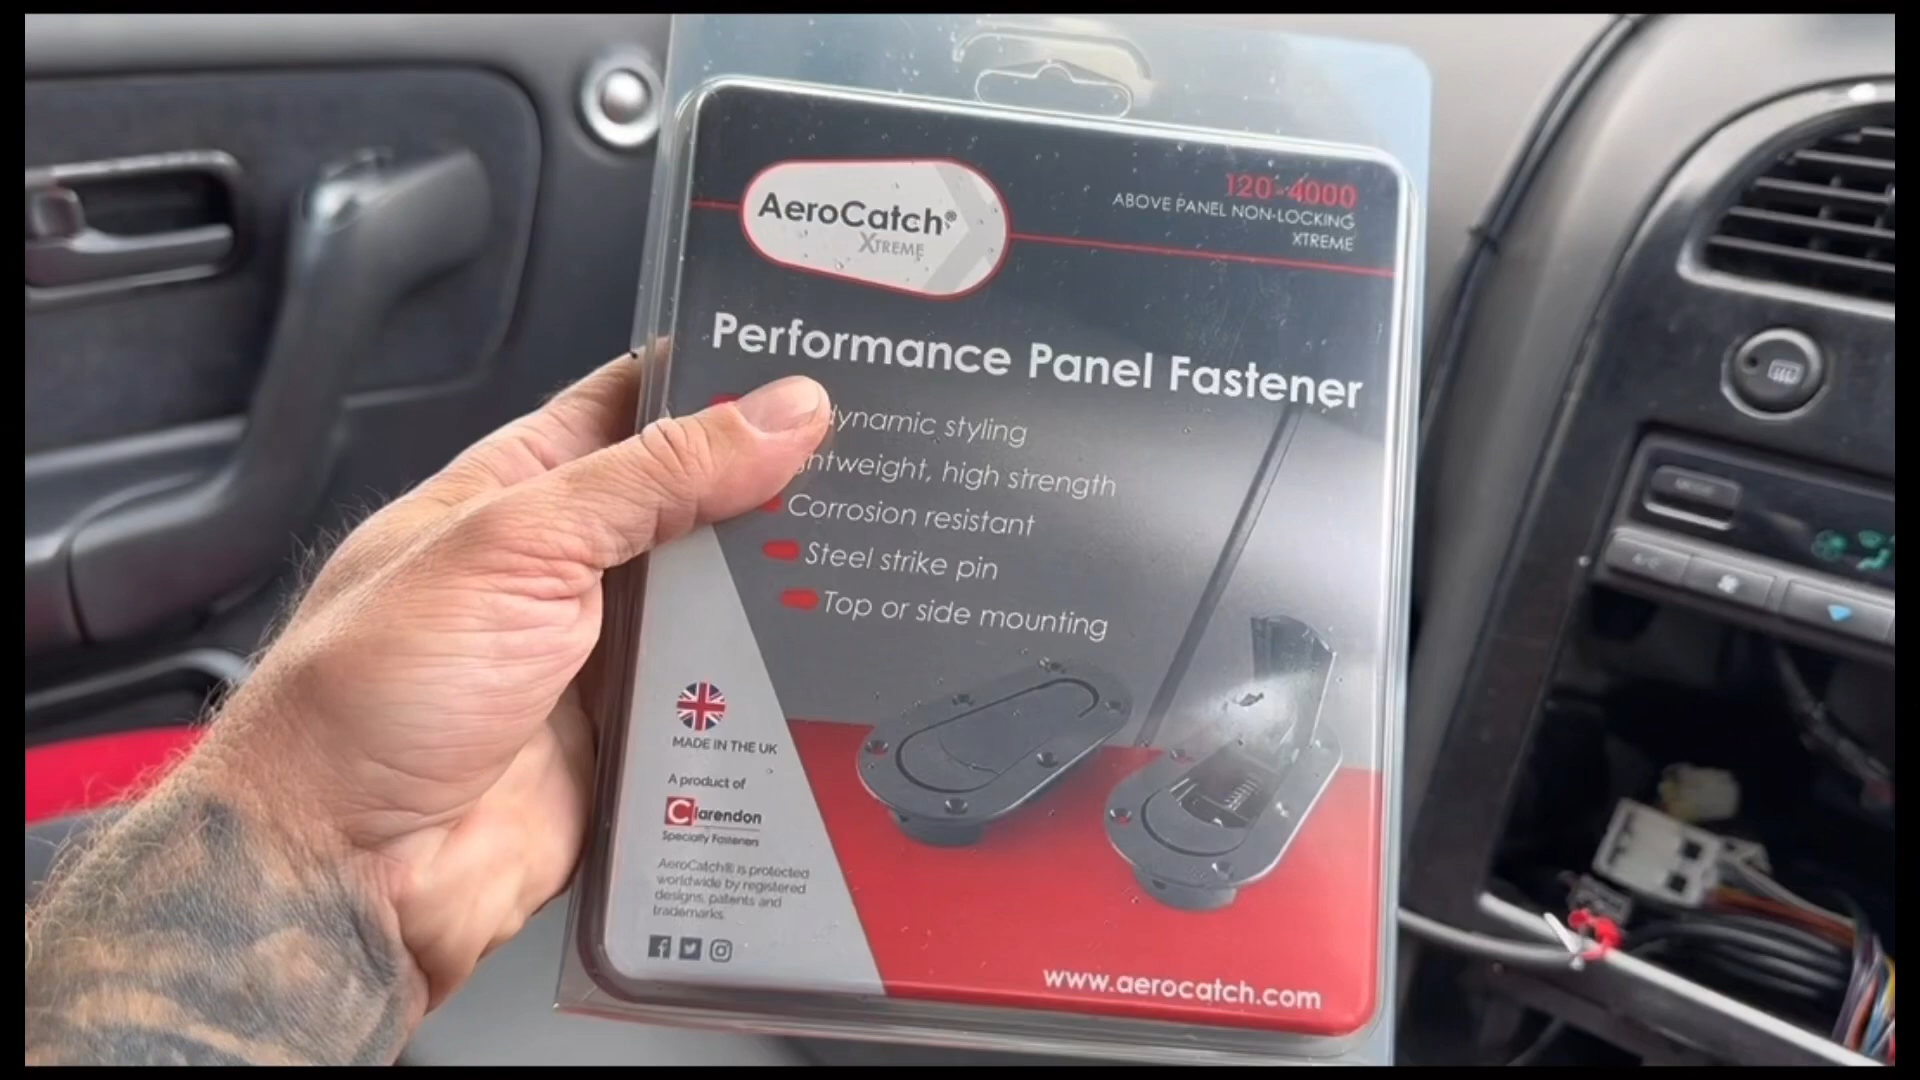 AeroCatch®
XTREME
120-4000
ABOVE PANEL NON-LOCKING
XTREME
Performance Panel Fastener
dynamic styling
ghtweight, high strength
Corrosion resistant
Steel strike pin
Top or side mounting
MADE IN THE UK
A product of
Clarendon
Specialty Fasteners
AeroCatch® is protected
worldwide by registered
designs, patents and
trademarks.
www.aerocatch.com
MODE
A/C